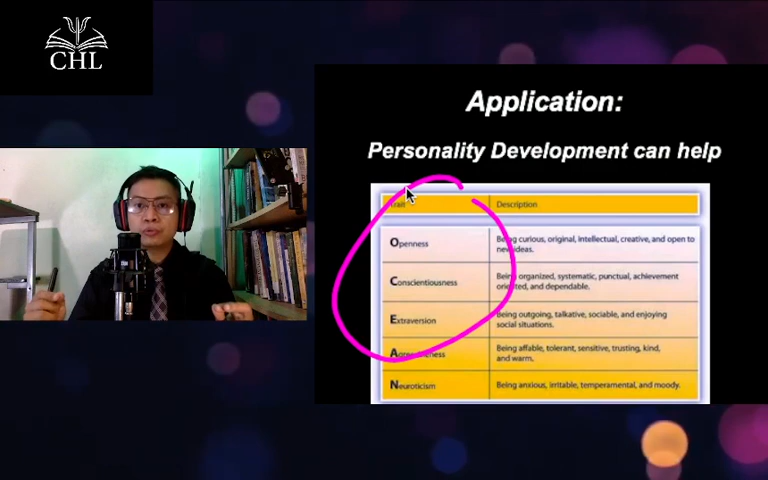 CHL
Application:
Personality Development can help
Trait Description
Openness Being curious, original, intellectual, creative, and open to
new ideas.
Conscientiousness Being organized, systematic, punctual, achievement
oriented, and dependable.
Extraversion Being outgoing, talkative, sociable, and enjoying
social situations.
Agreeableness Being affable, tolerant, sensitive, trusting, kind,
and warm.
Neuroticism Being anxious, irritable, temperamental, and moody.